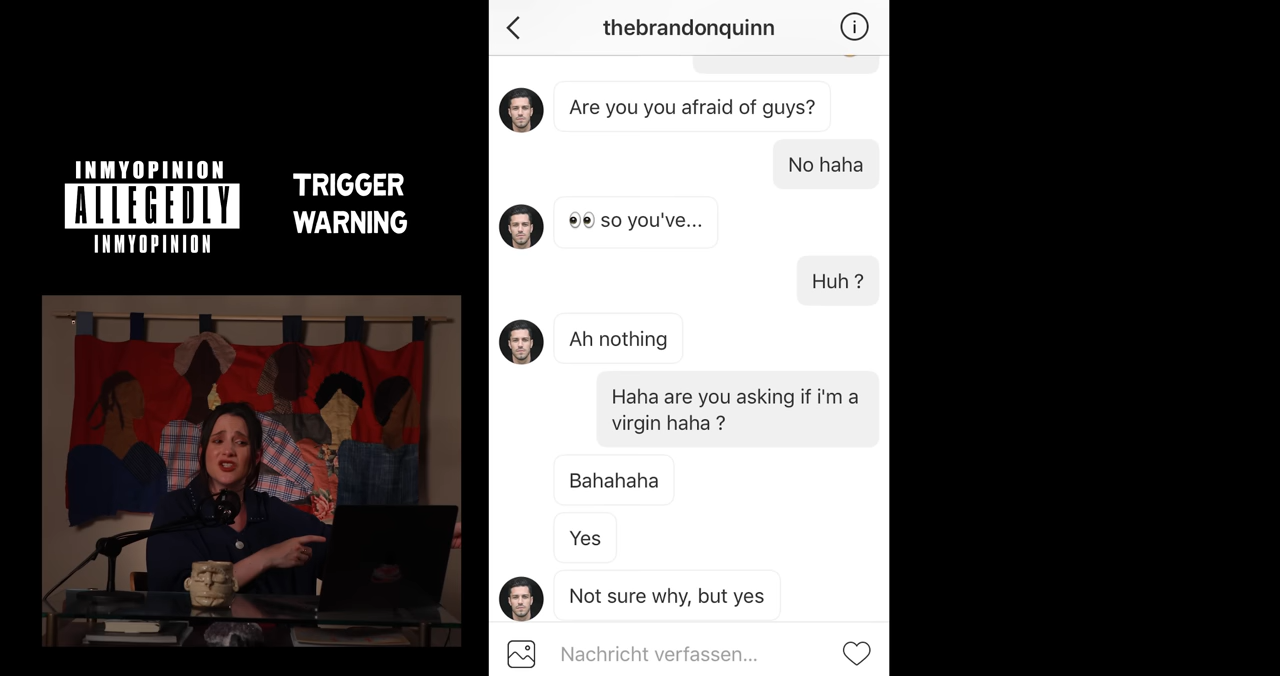 INMYOPINION
ALLEGEDLY
INMYOPINION
TRIGGER
WARNING
thebrandonquinn
Are you you afraid of guys?
No haha
👀 so you've...
Huh ?
Ah nothing
Haha are you asking if i'm a
virgin haha ?
Bahahaha
Yes
Not sure why, but yes
Nachricht verfassen...